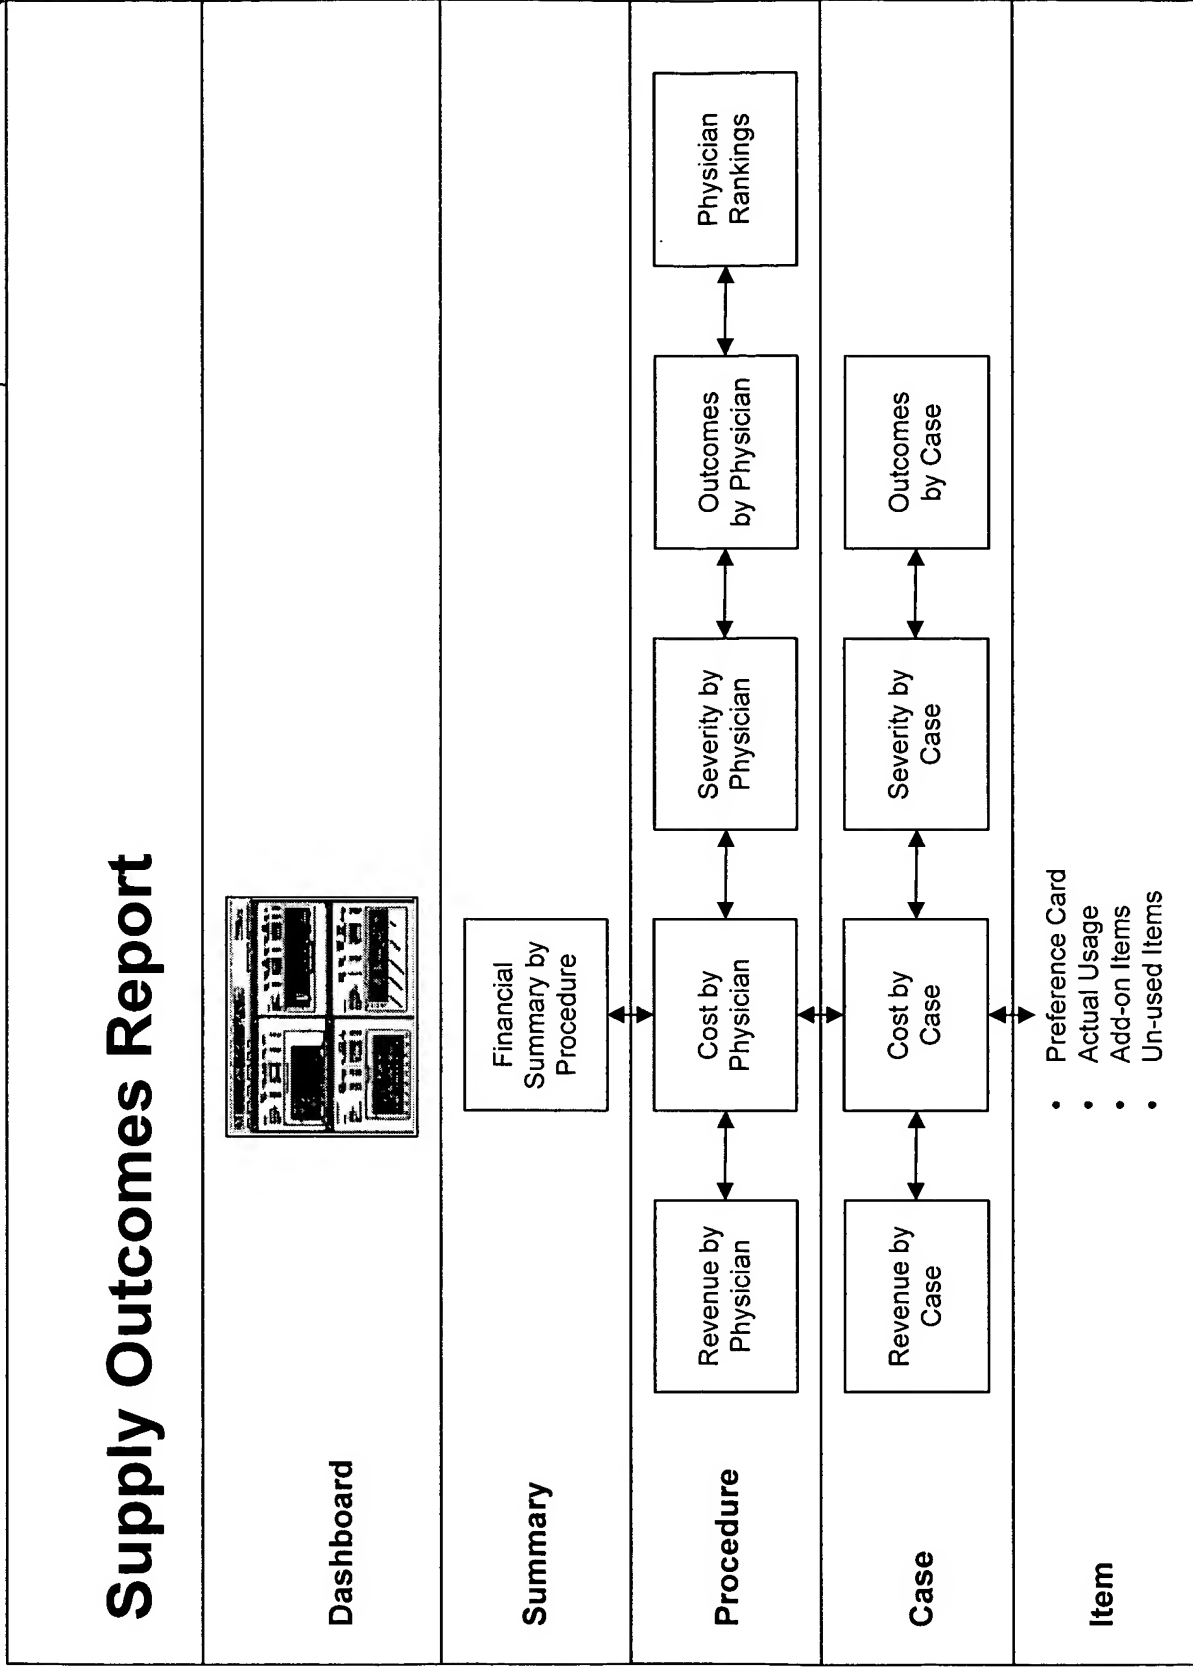 Supply Outcomes Report
Dashboard
Summary
Financial
Summary by
Procedure
Procedure
Revenue by
Physician
Cost by
Physician
Severity by
Physician
Outcomes
by Physician
Physician
Rankings
Case
Revenue by
Case
Cost by
Case
Severity by
Case
Outcomes
by Case
Item
• Preference Card
• Actual Usage
• Add-on Items
• Un-used Items